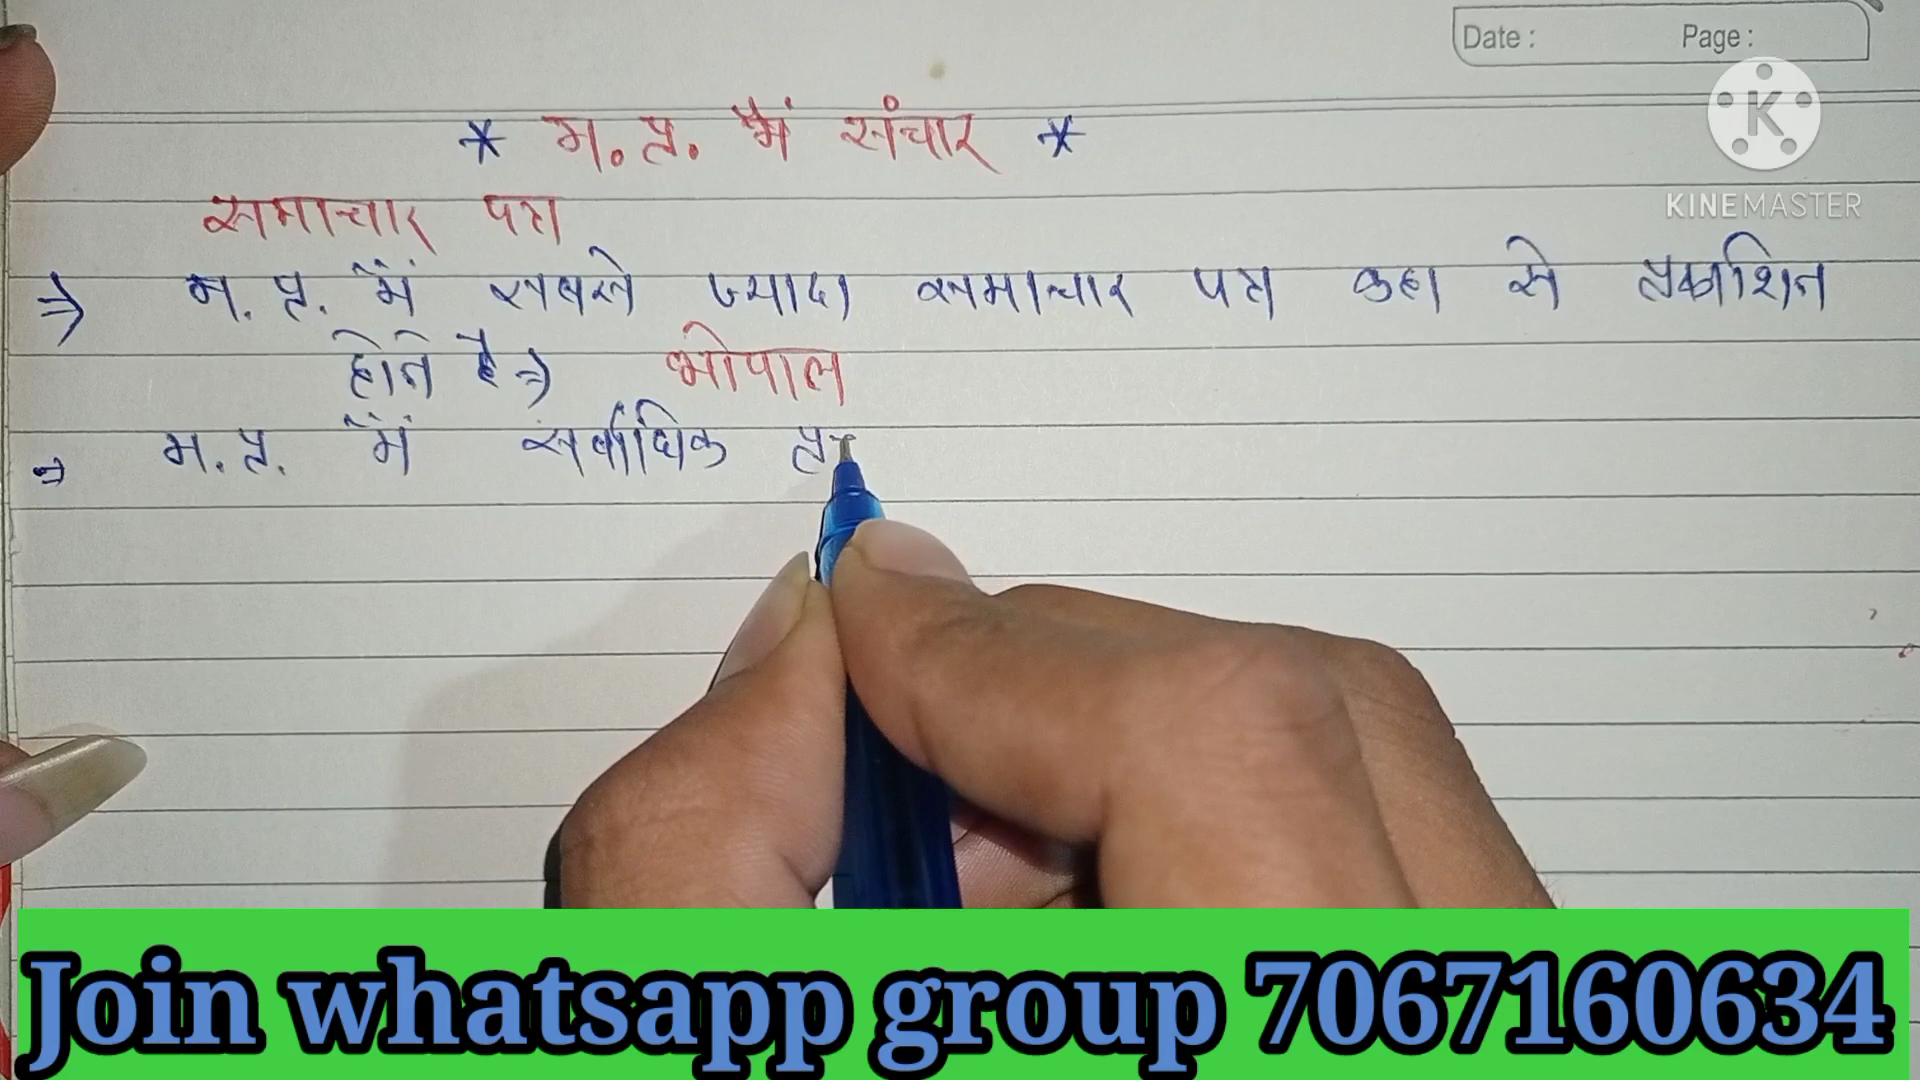 Date : Page :
* म. प्र. में संचार *
K
KINEMASTER
समाचार पत्र
⇒ म. प्र. में सबसे ज्यादा समाचार पत्र कहा से प्रकाशित
होते है ⇒ भोपाल
⇒ म. प्र. में सर्वाधिक प्र
Join whatsapp group 7067160634